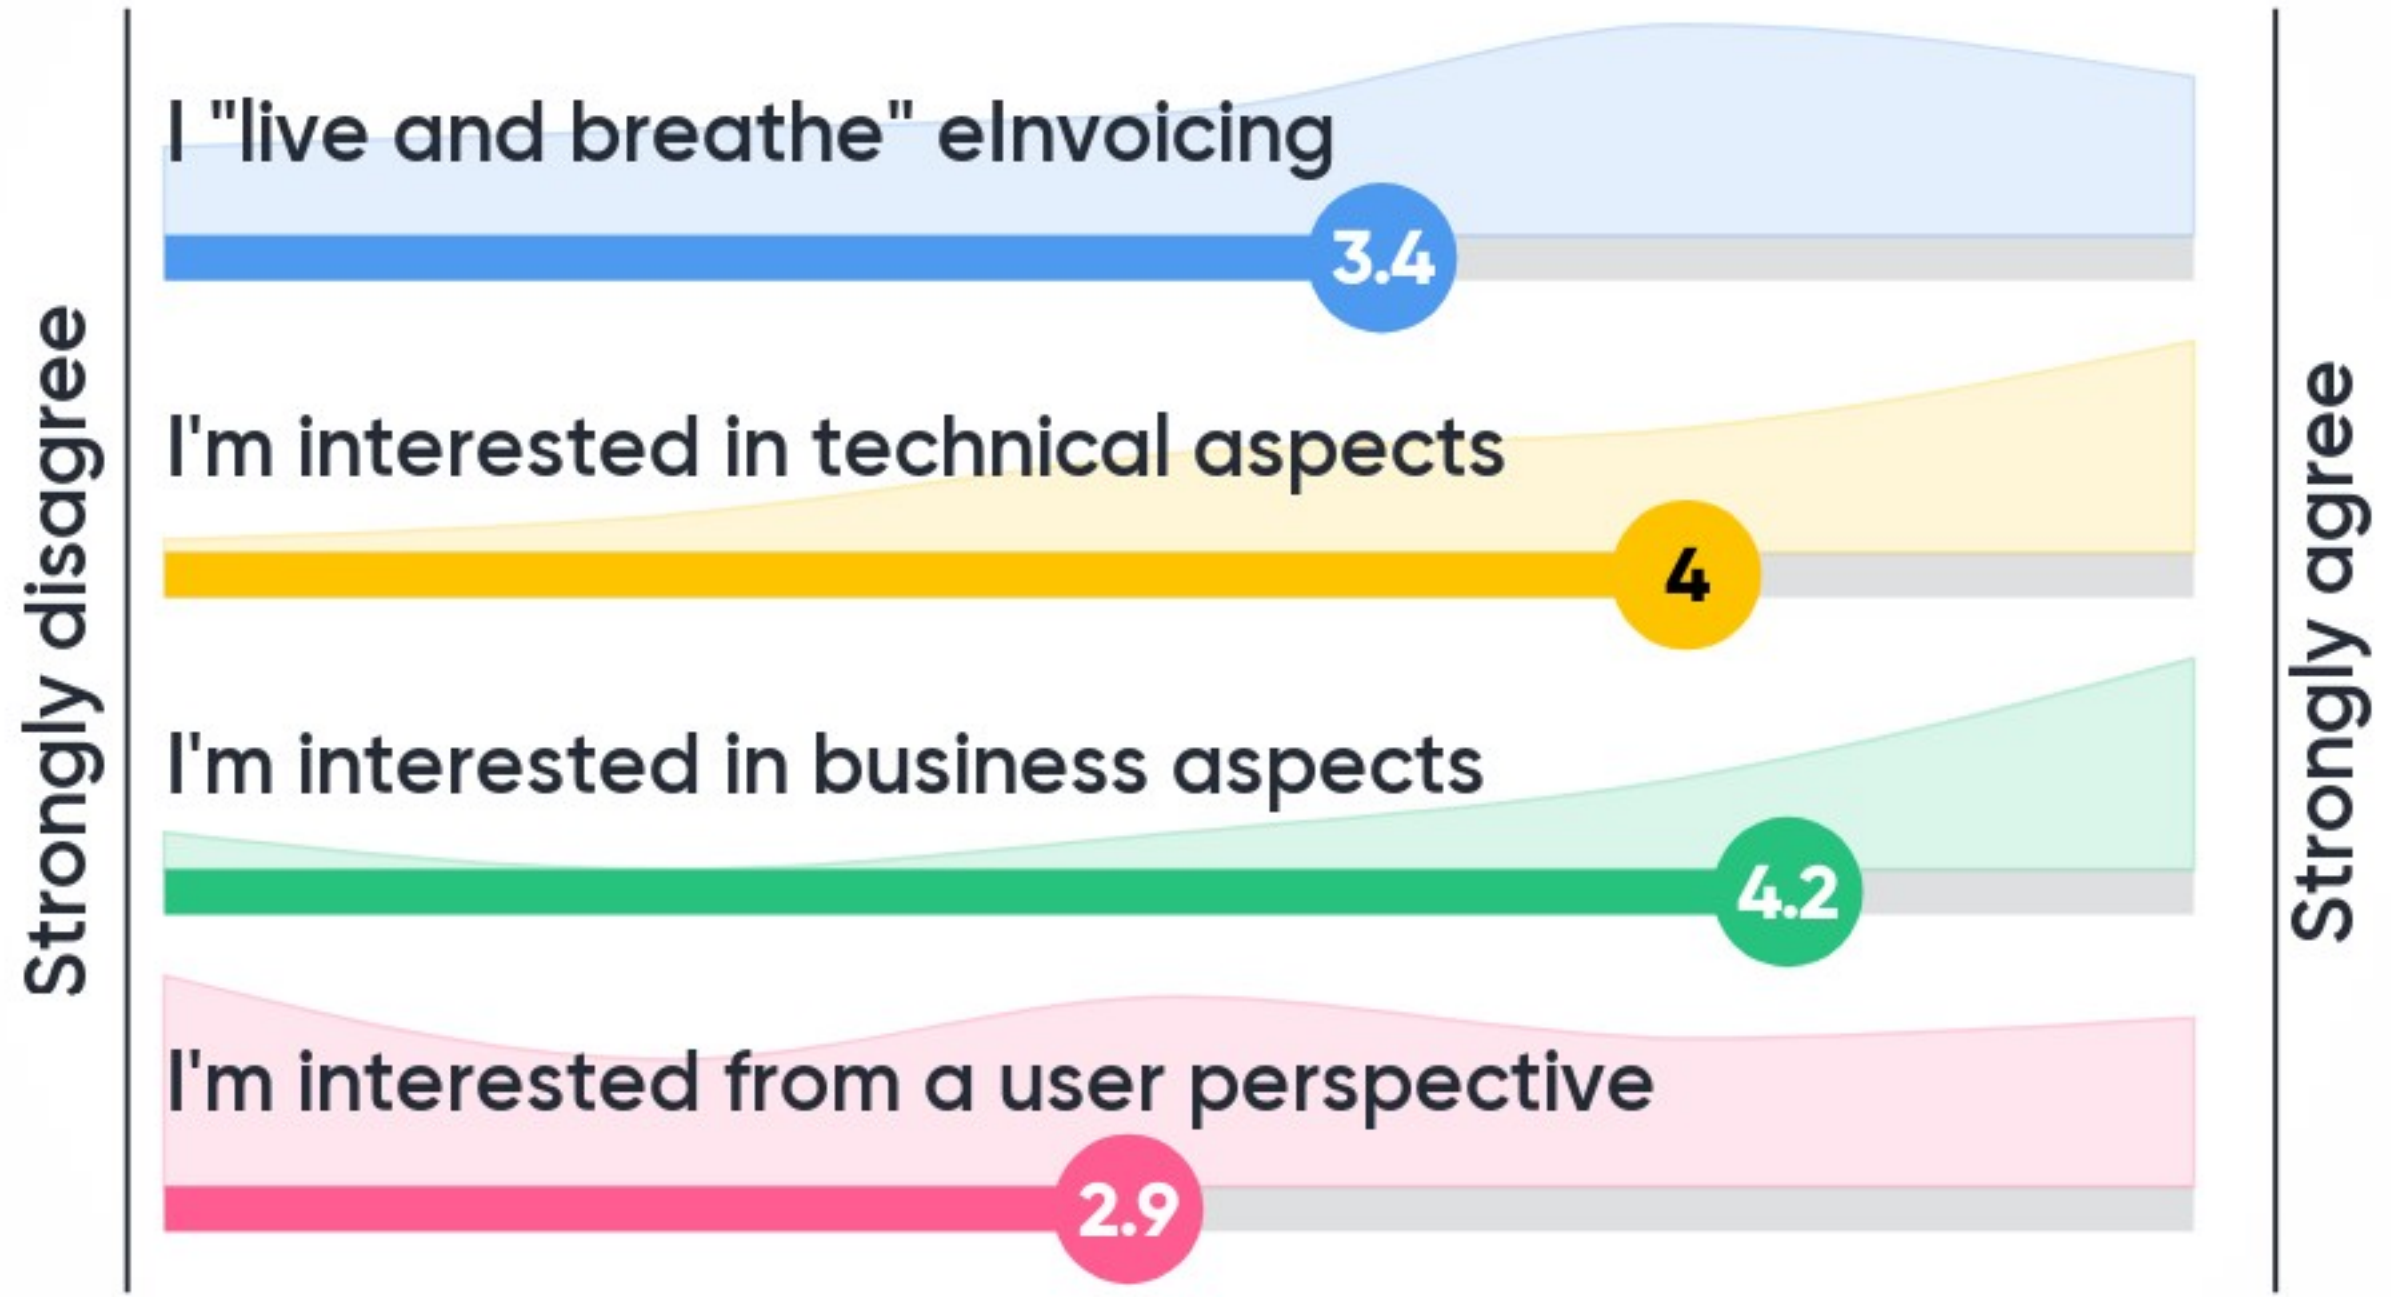 Strongly disagree
I "live and breathe" eInvoicing
3.4
I'm interested in technical aspects
4
I'm interested in business aspects
4.2
I'm interested from a user perspective
2.9
Strongly agree